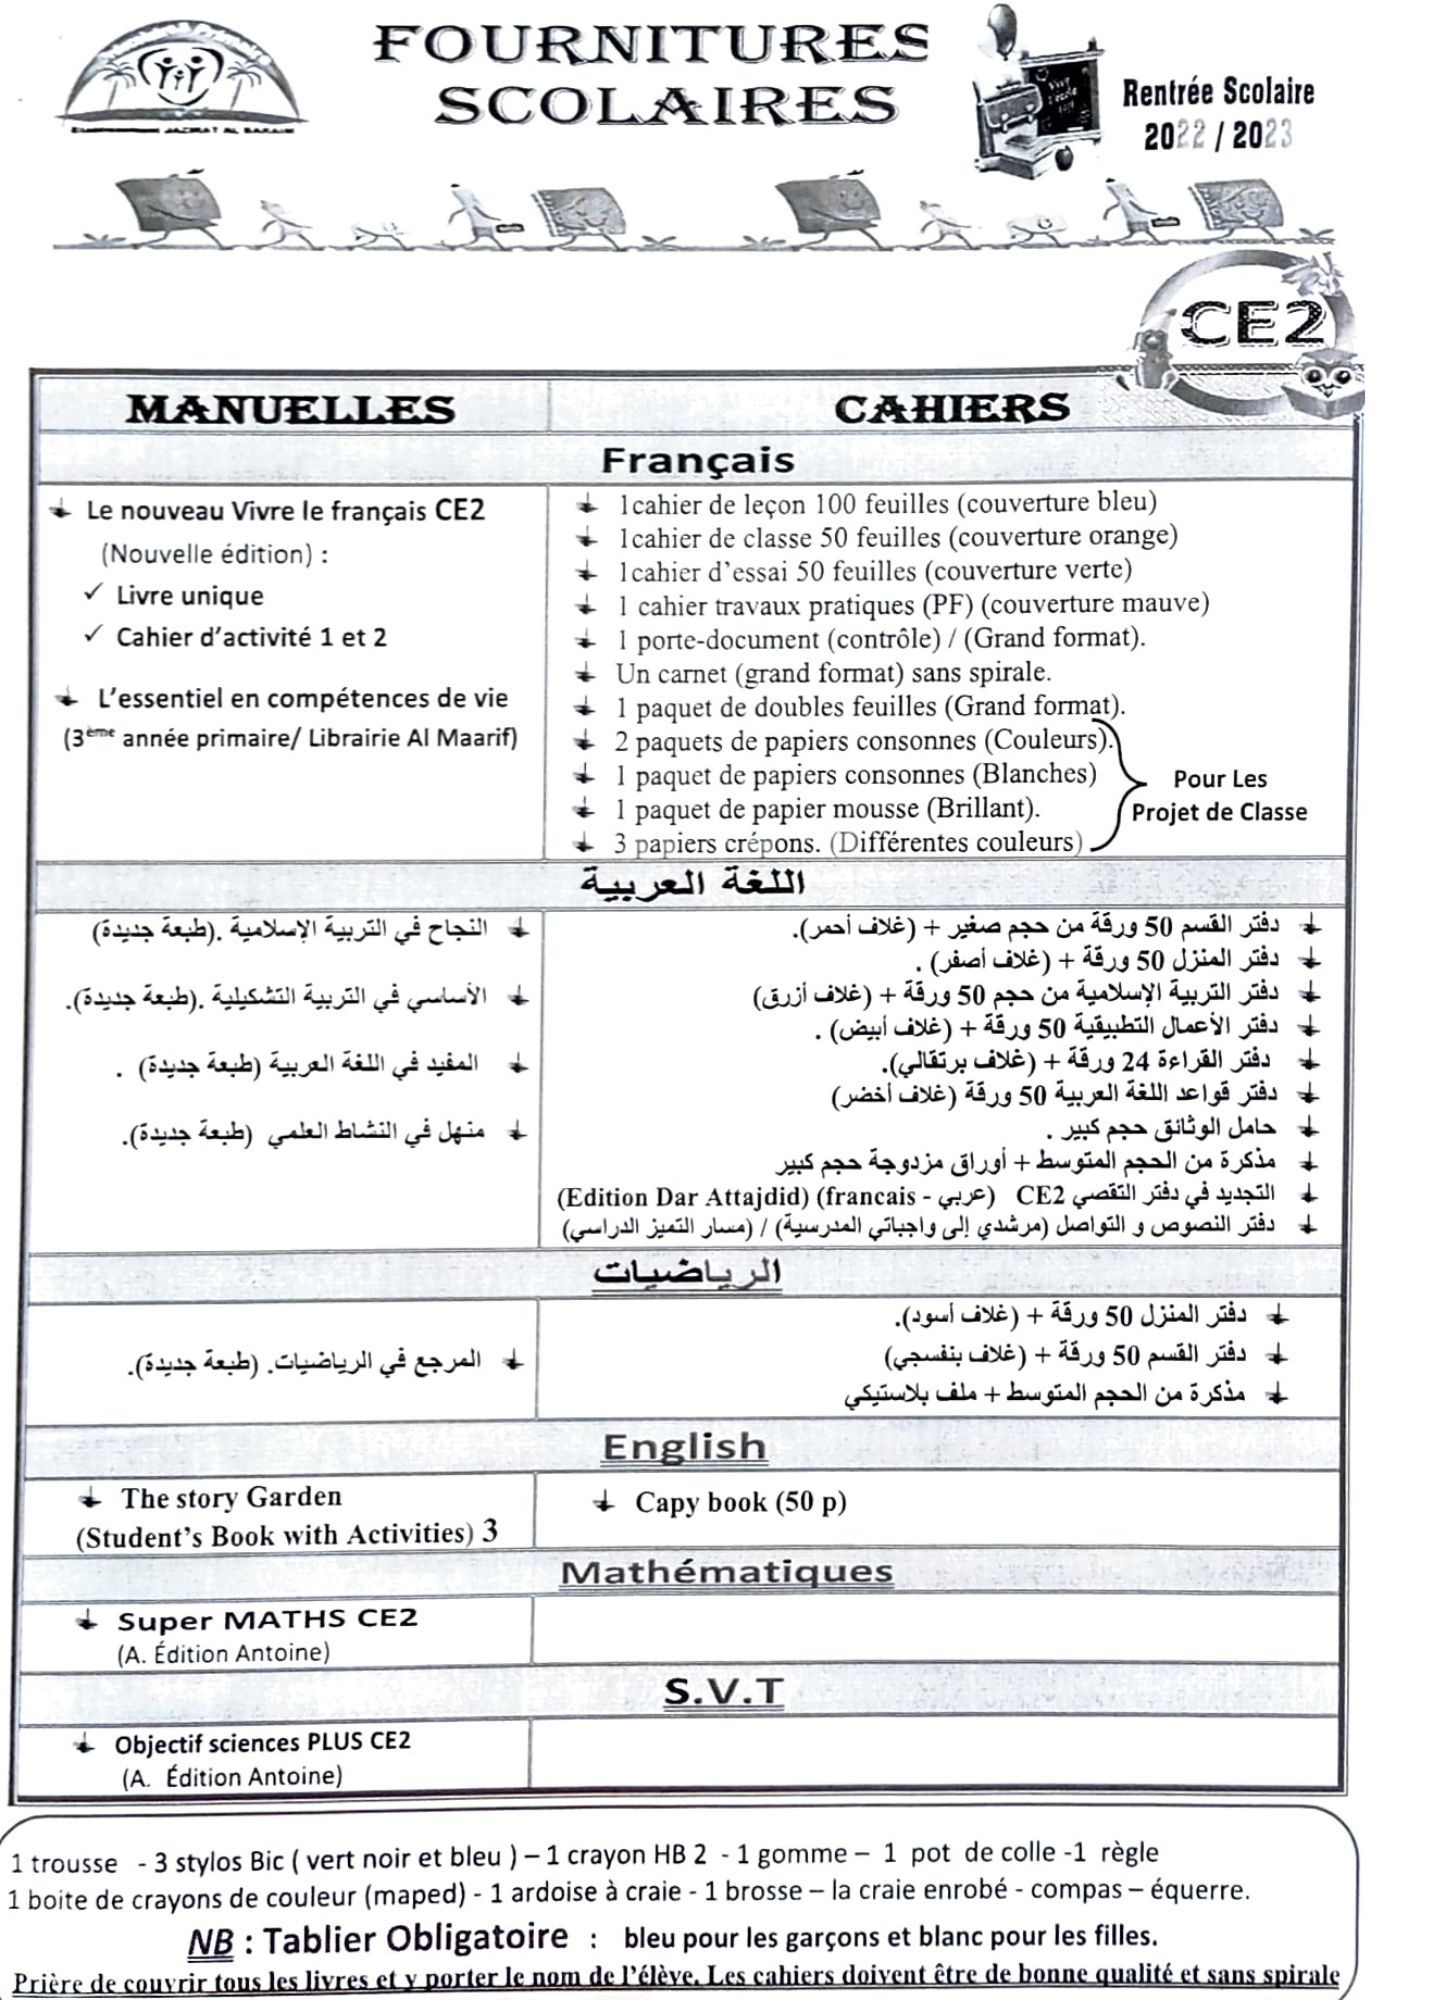 FOURNITURES
SCOLAIRES
Rentrée Scolaire
2022 / 2023
JAZIRAT AL
CE2
MANUELLES
CAHIERS
Français
Le nouveau Vivre le français CE2
(Nouvelle édition) :
✓ Livre unique
✓ Cahier d'activité 1 et 2
L'essentiel en compétences de vie
(3ème année primaire/ Librairie Al Maarif)
1cahier de leçon 100 feuilles (couverture bleu)
1cahier de classe 50 feuilles (couverture orange)
1cahier d'essai 50 feuilles (couverture verte)
1 cahier travaux pratiques (PF) (couverture mauve)
1 porte-document (contrôle) / (Grand format).
Un carnet (grand format) sans spirale.
1 paquet de doubles feuilles (Grand format).
2 paquets de papiers consonnes (Couleurs).
1 paquet de papiers consonnes (Blanches)
1 paquet de papier mousse (Brillant).
3 papiers crépons. (Différentes couleurs)
Pour Les
Projet de Classe
اللغة العربية
النجاح في التربية الإسلامية .(طبعة جديدة)
الأساسي في التربية التشكيلية .(طبعة جديدة).
المفيد في اللغة العربية (طبعة جديدة) .
منهل في النشاط العلمي (طبعة جديدة).
دفتر القسم 50 ورقة من حجم صغير + (غلاف أحمر).
دفتر المنزل 50 ورقة + (غلاف أصفر) .
دفتر التربية الإسلامية من حجم 50 ورقة + (غلاف أزرق)
دفتر الأعمال التطبيقية 50 ورقة + (غلاف أبيض) .
دفتر القراءة 24 ورقة + (غلاف برتقالي).
دفتر قواعد اللغة العربية 50 ورقة (غلاف أخضر)
حامل الوثائق حجم كبير .
مذكرة من الحجم المتوسط + أوراق مزدوجة حجم كبير
التجديد في دفتر التقصي CE2 (عربي - francais) (Edition Dar Attajdid)
دفتر النصوص و التواصل (مرشدي إلى واجباتي المدرسية) / (مسار التميز الدراسي)
الرياضيات
المرجع في الرياضيات. (طبعة جديدة).
دفتر المنزل 50 ورقة + (غلاف أسود).
دفتر القسم 50 ورقة + (غلاف بنفسجي)
مذكرة من الحجم المتوسط + ملف بلاستيكي
English
The story Garden
(Student's Book with Activities) 3
Capy book (50 p)
Mathématiques
Super MATHS CE2
(A. Édition Antoine)
S.V.T
Objectif sciences PLUS CE2
(A. Édition Antoine)
1 trousse - 3 stylos Bic ( vert noir et bleu ) – 1 crayon HB 2 - 1 gomme – 1 pot de colle -1 règle
1 boite de crayons de couleur (maped) - 1 ardoise à craie - 1 brosse – la craie enrobé - compas – équerre.
NB : Tablier Obligatoire : bleu pour les garçons et blanc pour les filles.
Prière de couvrir tous les livres et y porter le nom de l'élève. Les cahiers doivent être de bonne qualité et sans spirale